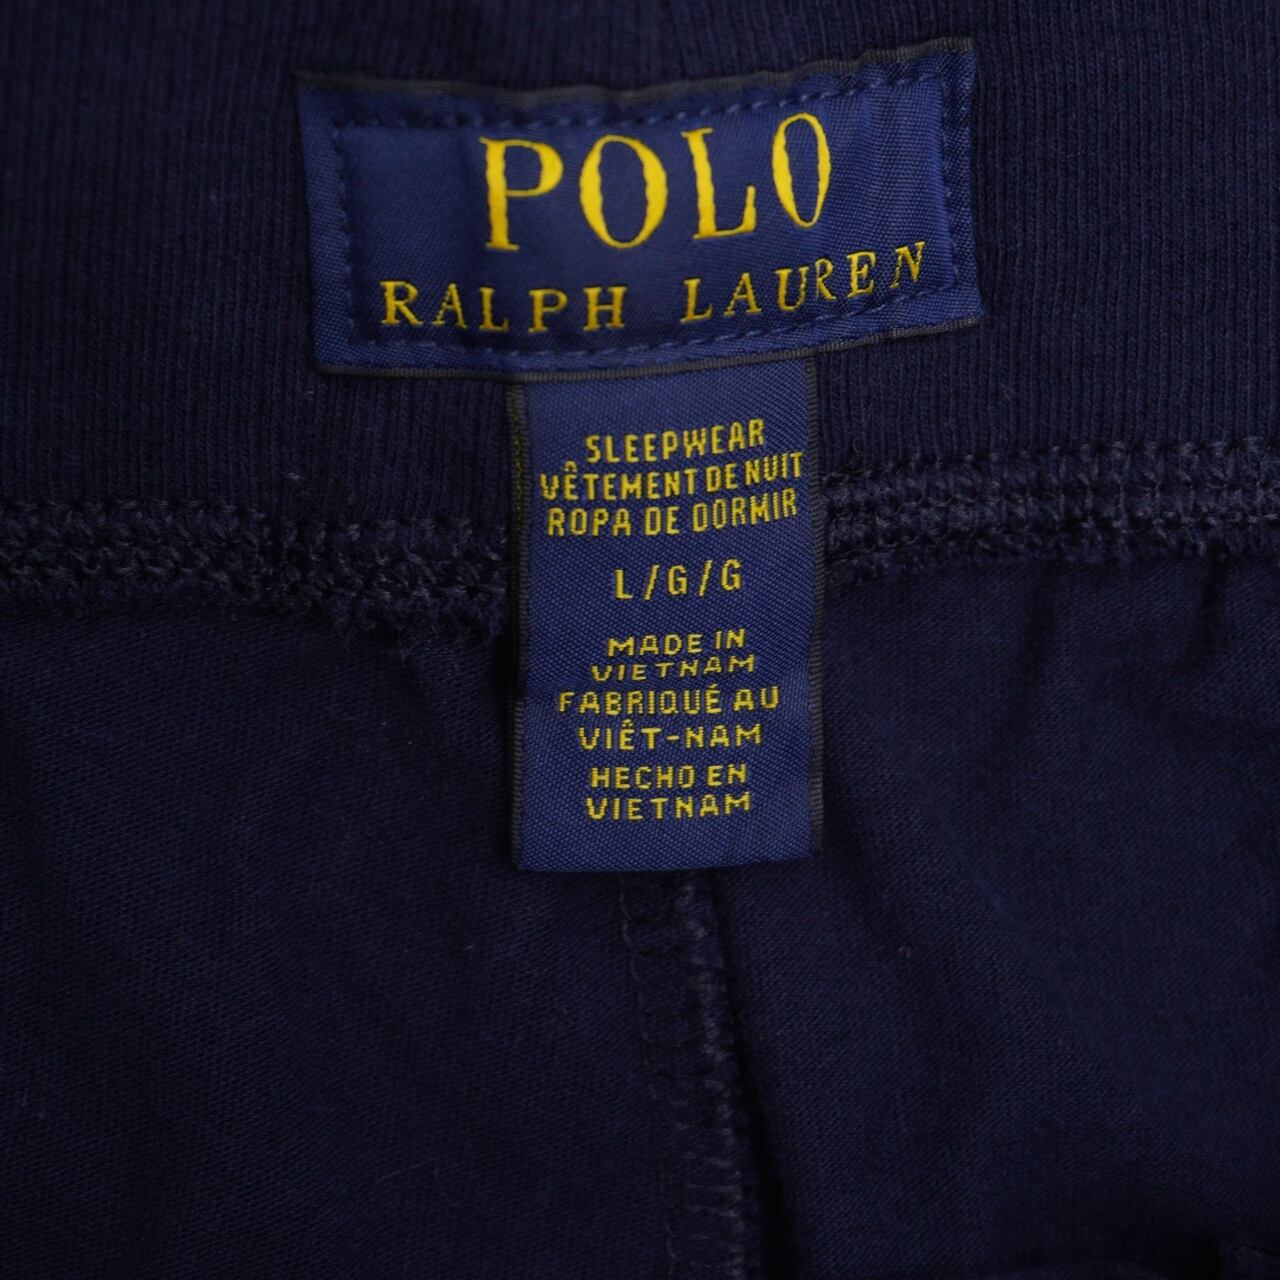 POLO
RALPH LAUREN
SLEEPWEAR
VÊTEMENT DE NUIT
ROPA DE DORMIR
L/G/G
MADE IN
VIETNAM
FABRIQUÉ AU
VIÊT-NAM
HECHO EN
VIETNAM